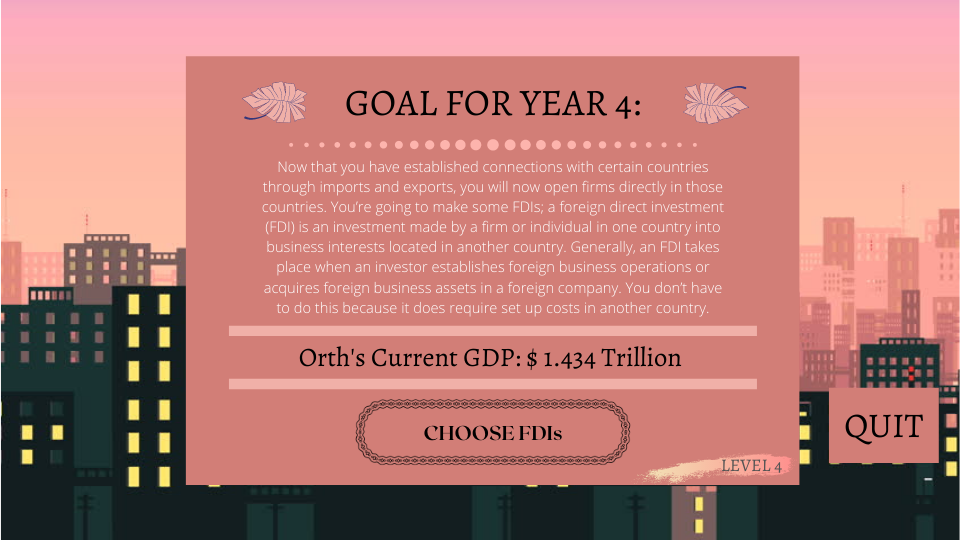 GOAL FOR YEAR 4:
Now that you have established connections with certain countries
through imports and exports, you will now open firms directly in those
countries. You’re going to make some FDIs; a foreign direct investment
(FDI) is an investment made by a firm or individual in one country into
business interests located in another country. Generally, an FDI takes
place when an investor establishes foreign business operations or
acquires foreign business assets in a foreign company. You don’t have
to do this because it does require set up costs in another country.
Orth's Current GDP: $ 1.434 Trillion
CHOOSE FDIs
QUIT
LEVEL 4